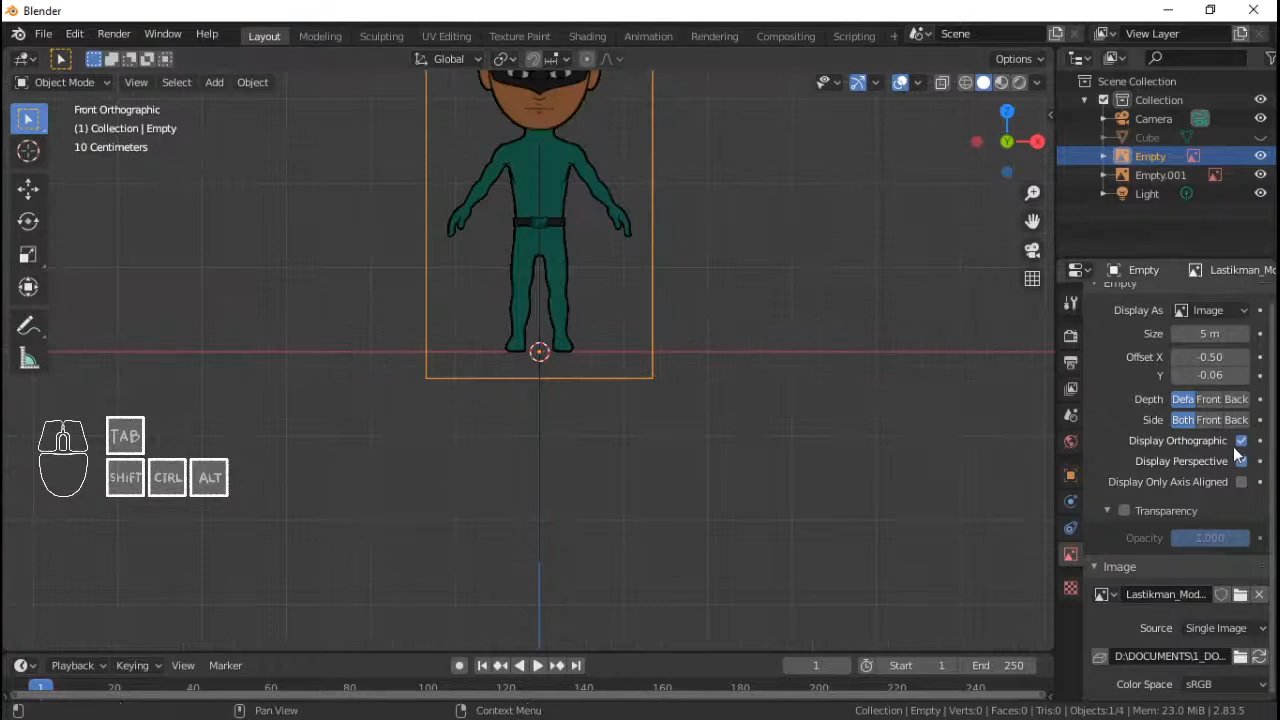 Blender
File Edit Render Window Help Layout Modeling Sculpting UV Editing Texture Paint Shading Animation Rendering Compositing Scripting Scene View Layer
Global Options
Object Mode View Select Add Object
Front Orthographic
(1) Collection | Empty
10 Centimeters
Z
Y
X
Scene Collection
Collection
Camera
Cube
Empty
Empty.001
Light
Empty Lastikman_Mo
Empty
Display As Image
Size 5 m
Offset X -0.50
Y -0.06
Depth Defa Front Back
Side Both Front Back
Display Orthographic
Display Perspective
Display Only Axis Aligned
Transparency
Opacity 1.000
Image
Lastikman_Mod...
Source Single Image
D:\DOCUMENTS\1_DO...
Color Space sRGB
TAB
SHiFT CTRL ALT
Playback Keying View Marker 1 Start 1 End 250
1 20 40 60 80 100 120 140 160 180 200 220 240
Pan View Context Menu Collection | Empty | Verts:0 | Faces:0 | Tris:0 | Objects:1/4 | Mem: 23.0 MiB | 2.83.5